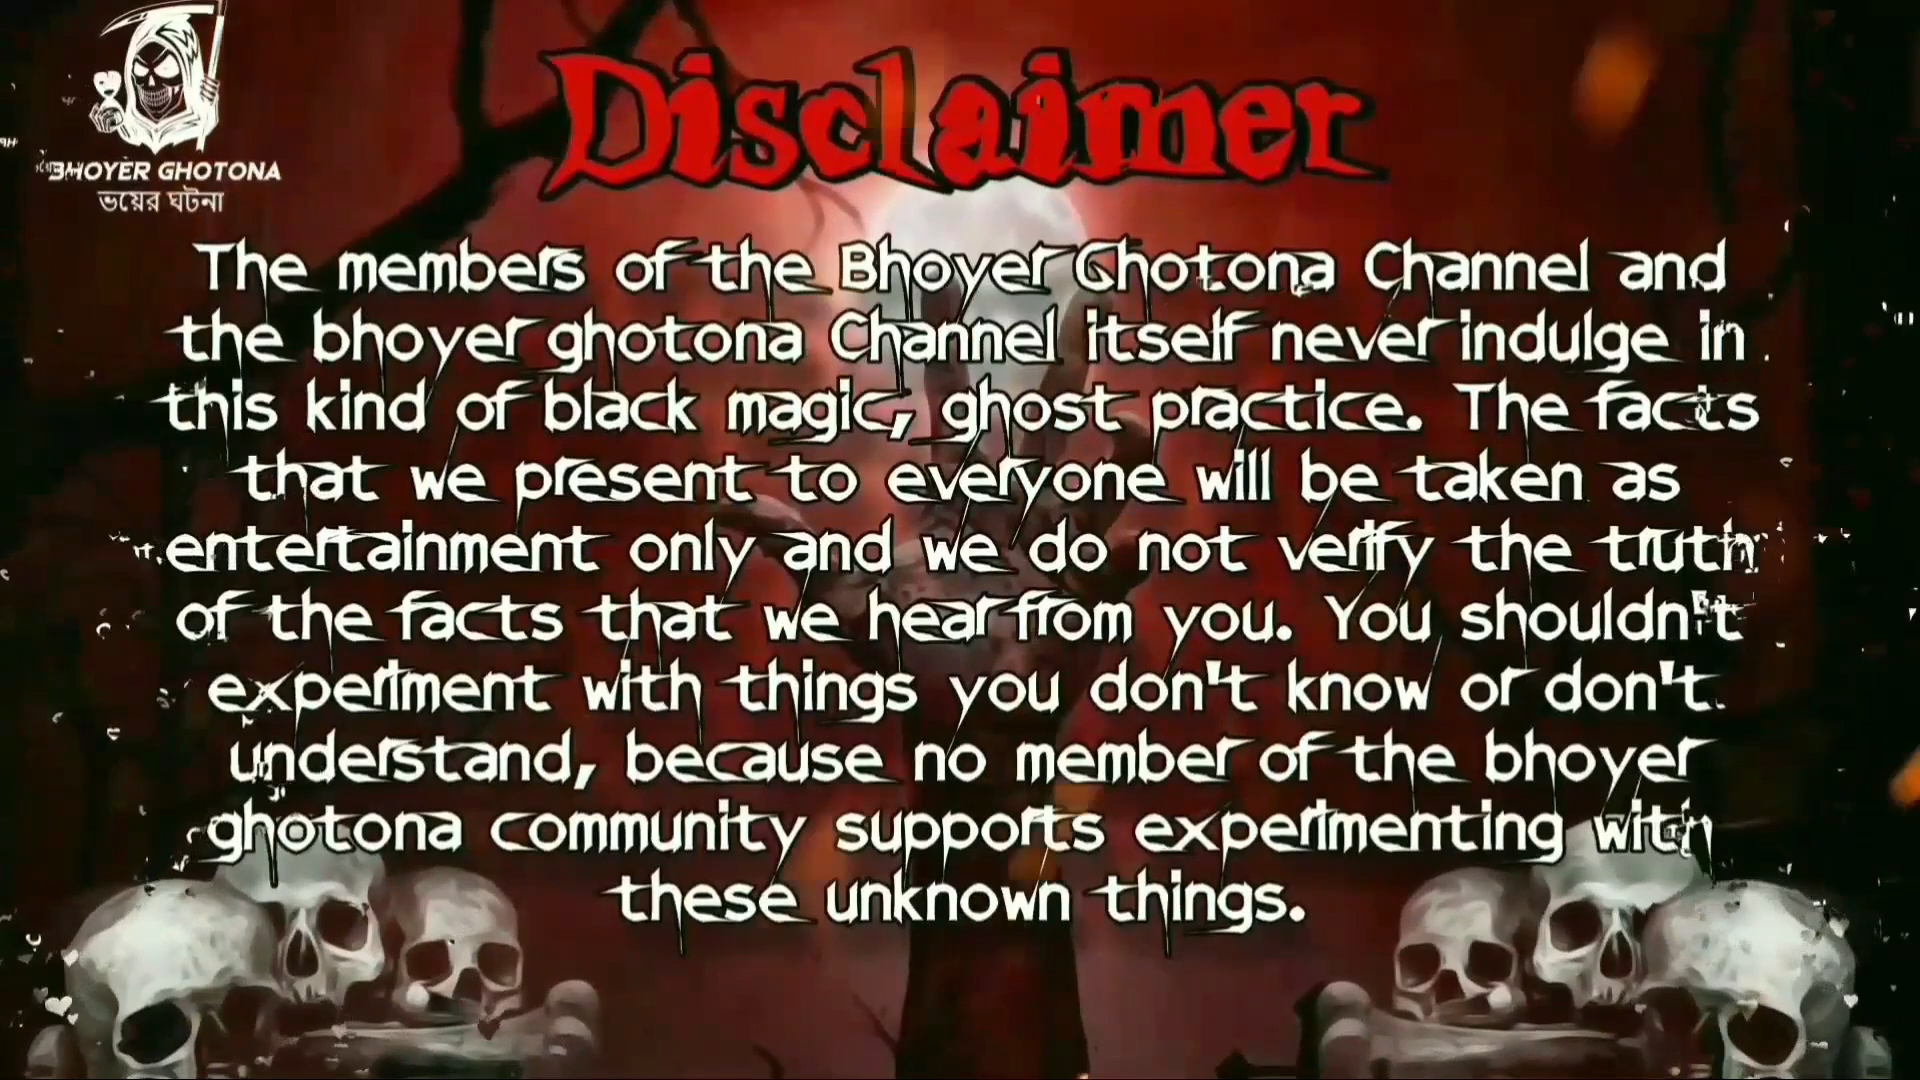 BHOYER GHOTONA
ভয়ের ঘটনা
Disclaimer
The members of the Bhoyer Ghotona Channel and
the bhoyer ghotona Channel itself never indulge in
this kind of black magic, ghost practice. The facts
that we present to everyone will be taken as
entertainment only and we do not verify the truth
of the facts that we hear from you. You shouldn't
experiment with things you don't know or don't
understand, because no member of the bhoyer
ghotona community supports experimenting with
these unknown things.